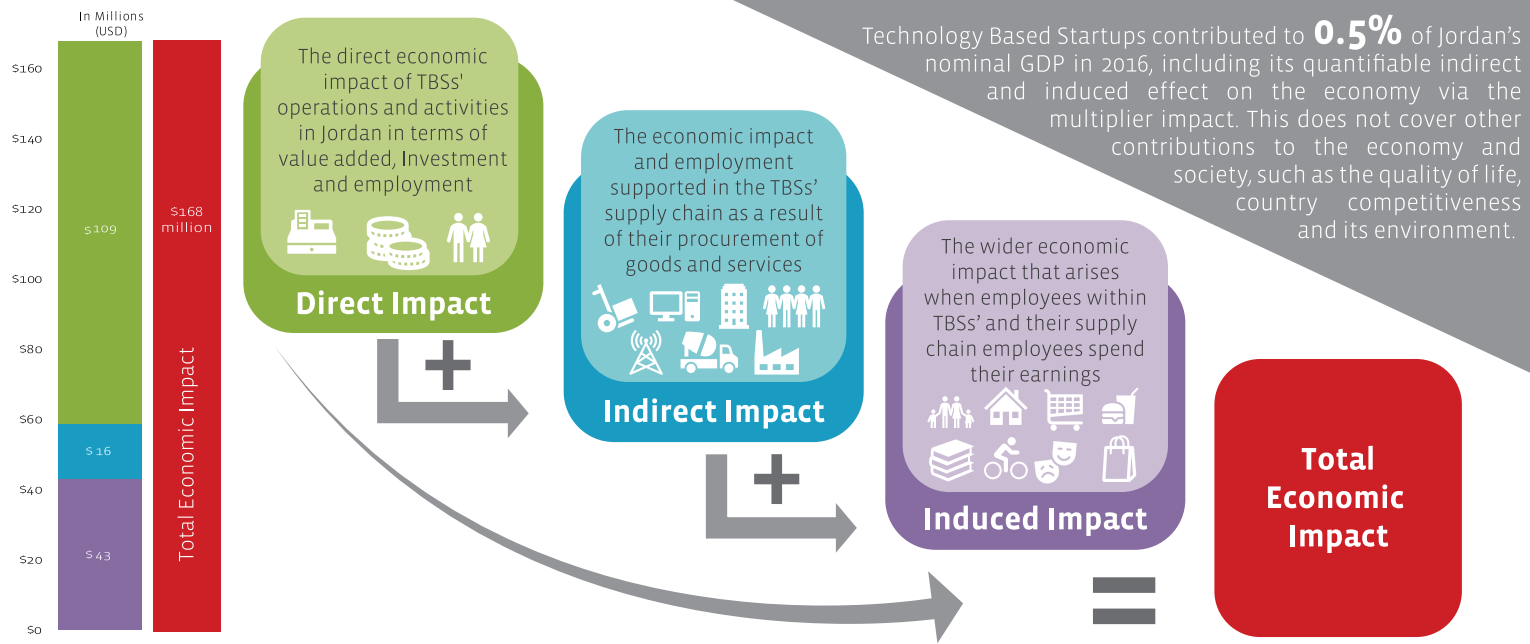 In Millions
(USD)
$160
$140
$120
$100
$80
$60
$40
$20
$0
$109
$16
$43
$168
million
Total Economic Impact
The direct economic
impact of TBSs'
operations and activities
in Jordan in terms of
value added, Investment
and employment
Direct Impact
+
The economic impact
and employment
supported in the TBSs’
supply chain as a result
of their procurement of
goods and services
Indirect Impact
+
The wider economic
impact that arises
when employees within
TBSs’ and their supply
chain employees spend
their earnings
Induced Impact
=
Total
Economic
Impact
Technology Based Startups contributed to 0.5% of Jordan’s
nominal GDP in 2016, including its quantifiable indirect
and induced effect on the economy via the
multiplier impact. This does not cover other
contributions to the economy and
society, such as the quality of life,
country competitiveness
and its environment.